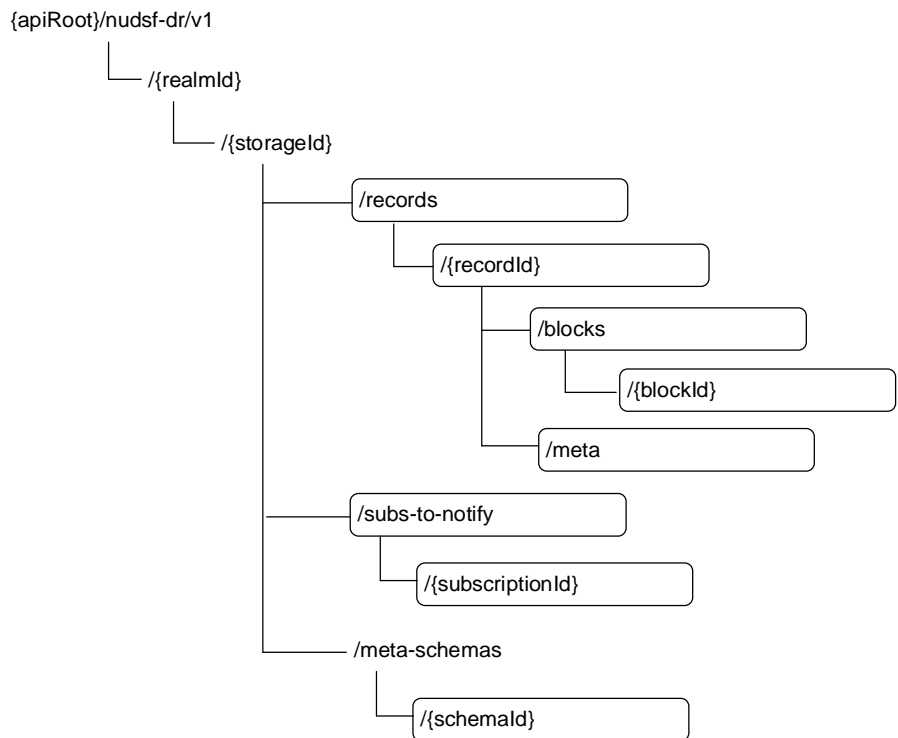 {apiRoot}/nudsf-dr/v1
/{realmId}
/{storageId}
/records
/{recordId}
/blocks
/{blockId}
/meta
/subs-to-notify
/{subscriptionId}
/meta-schemas
/{schemaId}